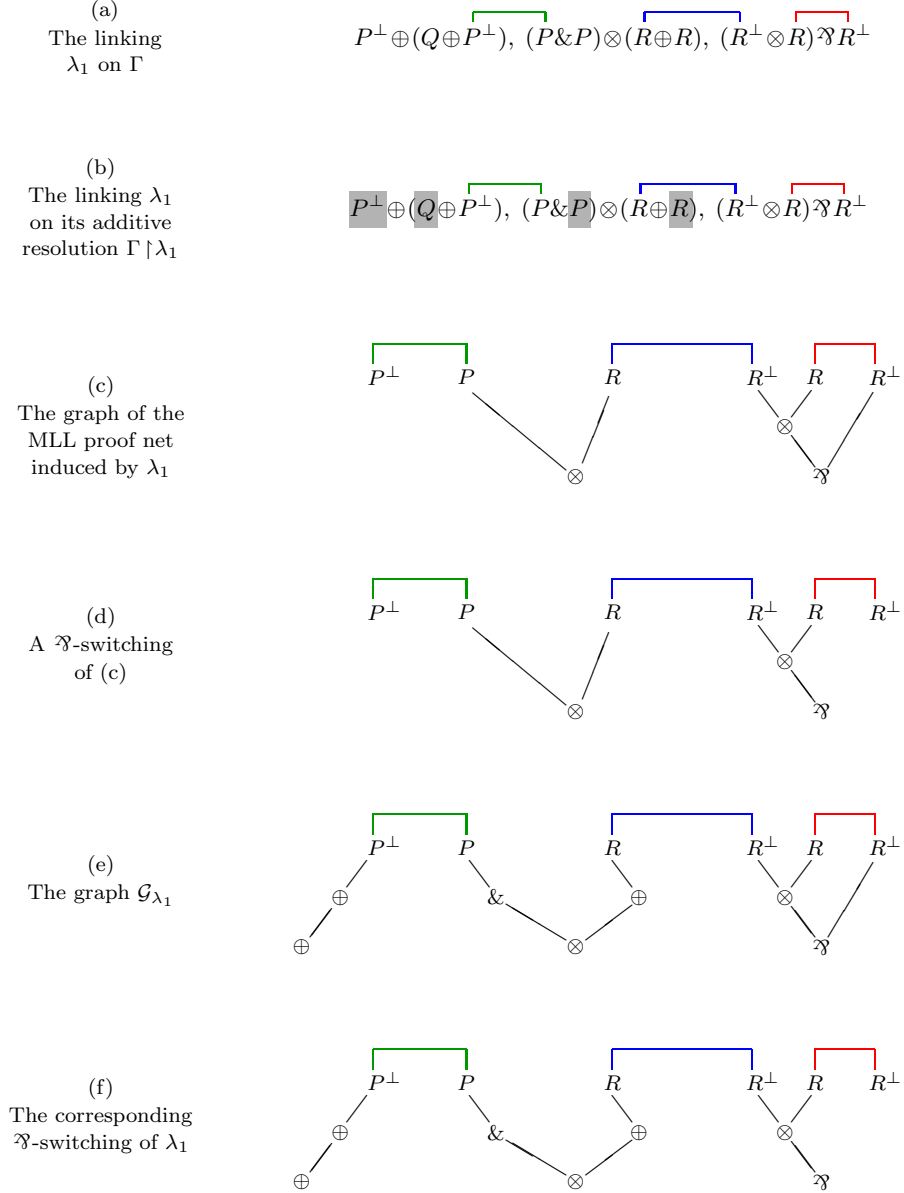 (a)
The linking
λ₁ on Γ
P⊥⊕(Q⊕P⊥), (P&P)⊗(R⊕R), (R⊥⊗R)⅋R⊥
(b)
The linking λ₁
on its additive
resolution Γ↾λ₁
P⊥⊕(Q⊕P⊥), (P&P)⊗(R⊕R), (R⊥⊗R)⅋R⊥
(c)
The graph of the
MLL proof net
induced by λ₁
P⊥ P R R⊥ R R⊥
⊗
⊗ ⅋
(d)
A ⅋-switching
of (c)
P⊥ P R R⊥ R R⊥
⊗
⊗ ⅋
(e)
The graph 𝒢λ₁
P⊥ P R R⊥ R R⊥
⊕ & ⊕ ⊗
⊕ ⊗ ⅋
(f)
The corresponding
⅋-switching of λ₁
P⊥ P R R⊥ R R⊥
⊕ & ⊕ ⊗
⊕ ⊗ ⅋